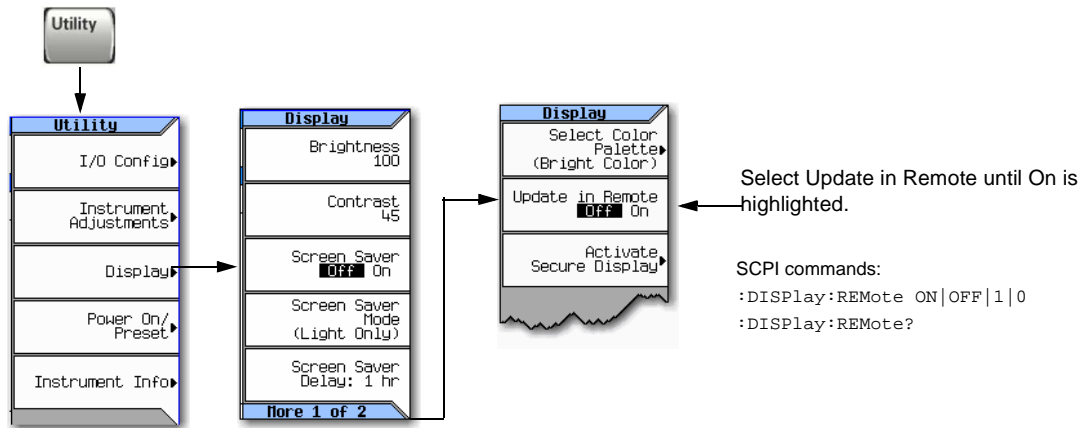 Utility
Utility
I/O Config
Instrument
Adjustments
Display
Power On/
Preset
Instrument Info
Display
Brightness
100
Contrast
45
Screen Saver
Off On
Screen Saver
Mode
(Light Only)
Screen Saver
Delay: 1 hr
More 1 of 2
Display
Select Color
Palette
(Bright Color)
Update in Remote
Off On
Activate
Secure Display
Select Update in Remote until On is
highlighted.
SCPI commands:
:DISPlay:REMote ON|OFF|1|0
:DISPlay:REMote?